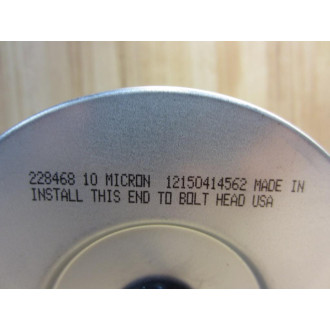 228468 10 MICRON 12150414562 MADE IN
INSTALL THIS END TO BOLT HEAD USA